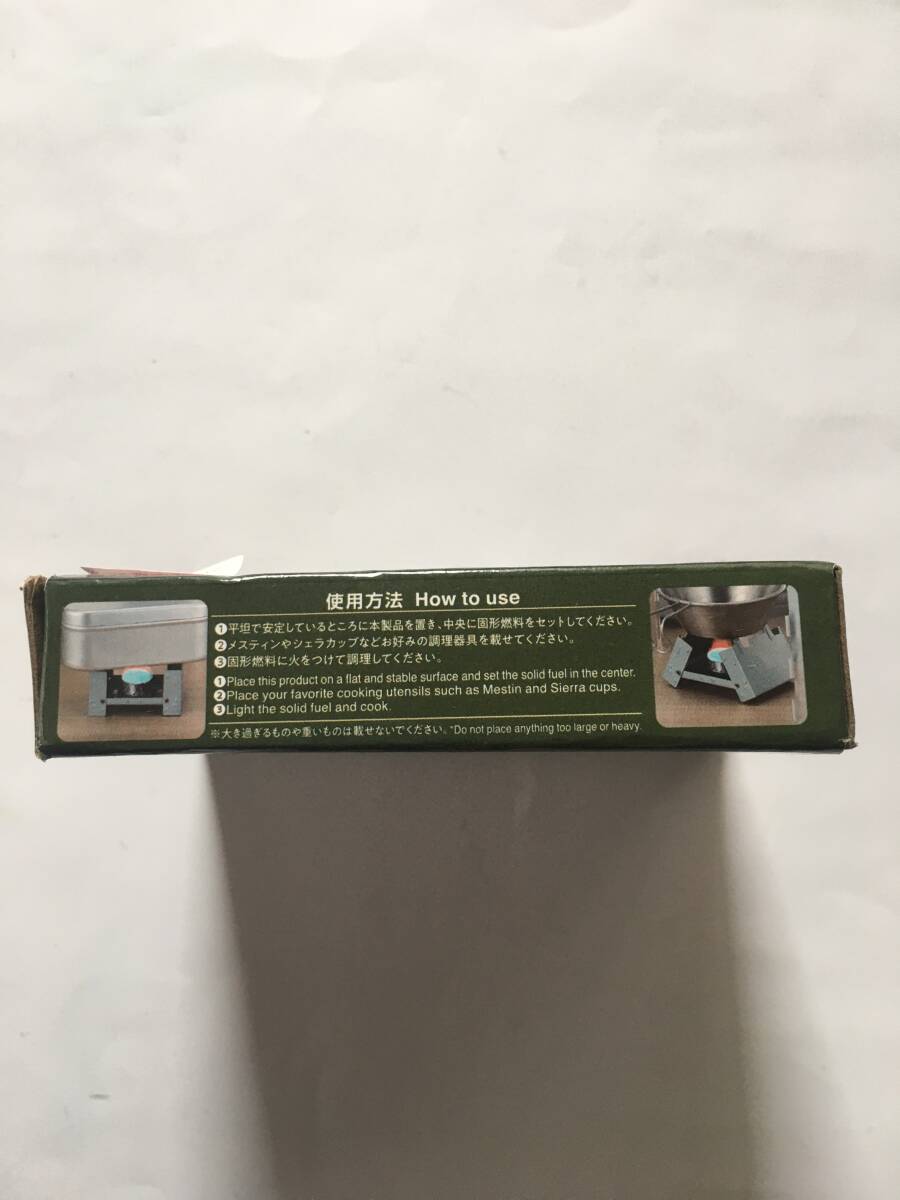 使用方法 How to use
❶平坦で安定しているところに本製品を置き、中央に固形燃料をセットしてください。
❷メスティンやシェラカップなどお好みの調理器具を載せてください。
❸固形燃料に火をつけて調理してください。
❶Place this product on a flat and stable surface and set the solid fuel in the center.
❷Place your favorite cooking utensils such as Mestin and Sierra cups.
❸Light the solid fuel and cook.
※大き過ぎるものや重いものは載せないでください。*Do not place anything too large or heavy.